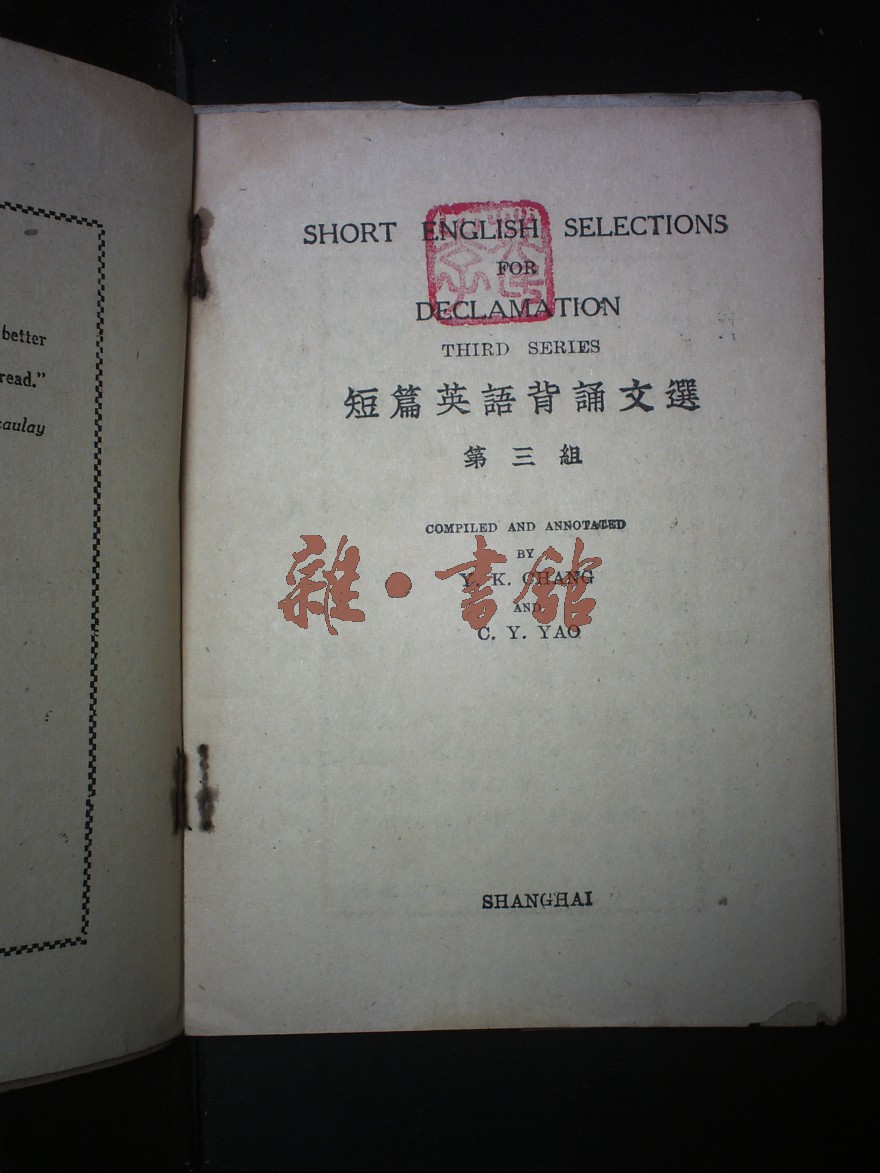 better
read."
SHORT ENGLISH SELECTIONS
FOR
DECLAMATION
THIRD SERIES
短篇英語背誦文選
第三組
COMPILED AND ANNOTATED
BY
Y. K. CHANG
AND
C. Y. YAO
雜·書館
SHANGHAI